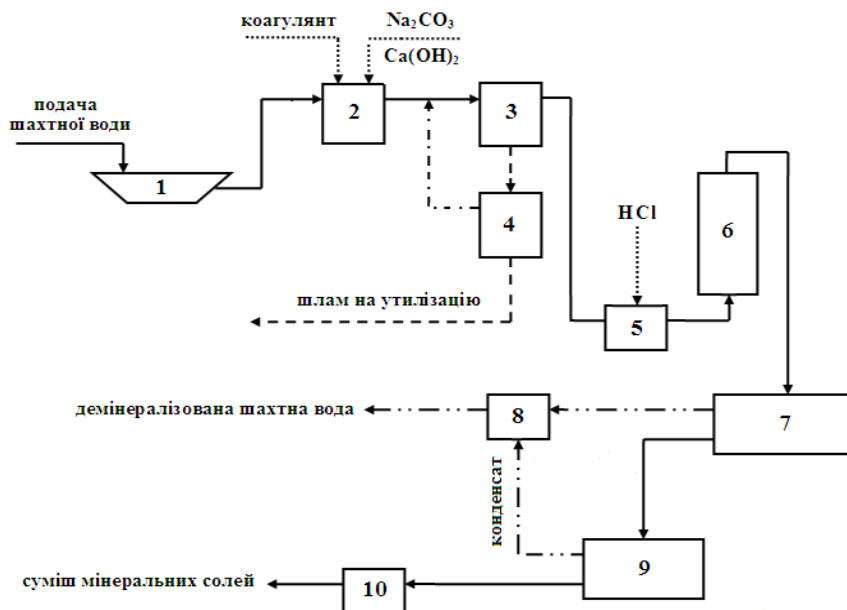 коагулянт
Na₂CO₃
Ca(OH)₂
подача
шахтної води
1
2
3
4
HCl
5
6
шлам на утилізацію
демінералізована шахтна вода
8
7
конденсат
9
суміш мінеральних солей
10